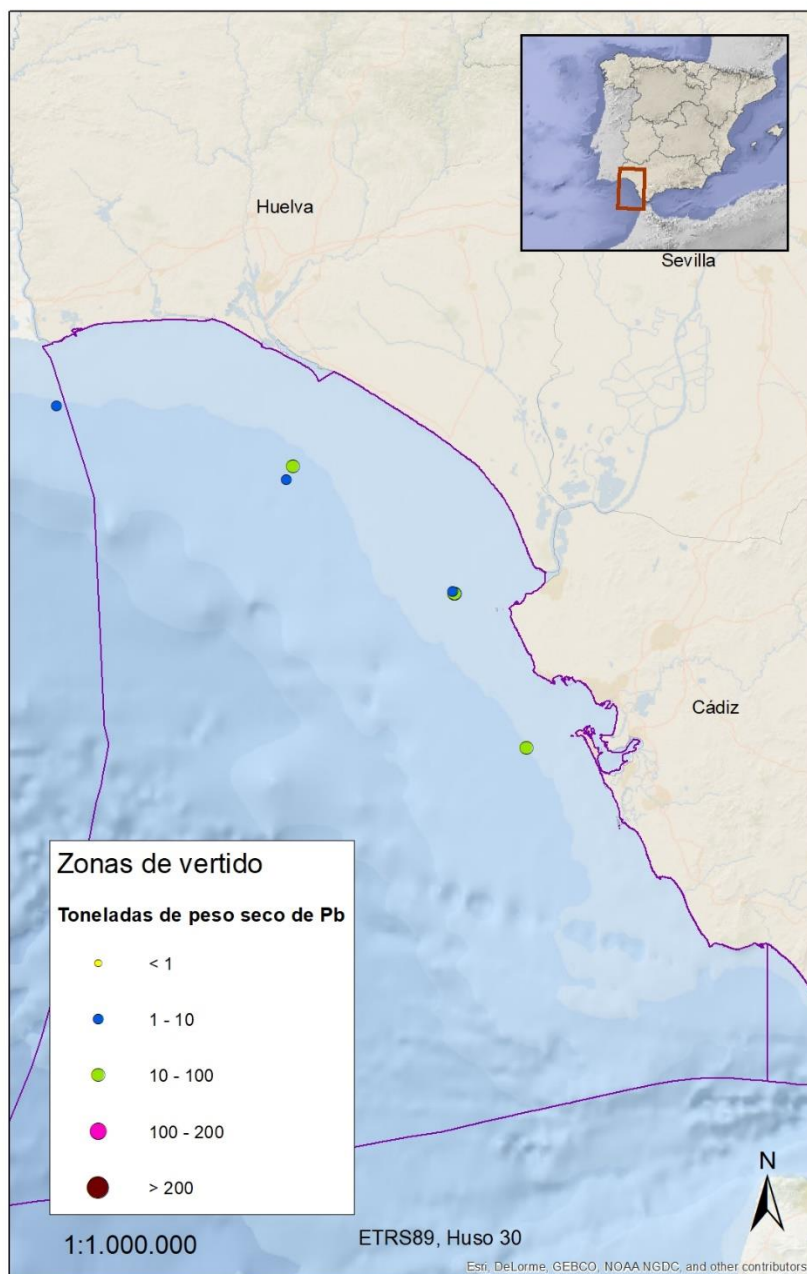 Huelva
Sevilla
Cádiz
Zonas de vertido
Toneladas de peso seco de Pb
< 1
1 - 10
10 - 100
100 - 200
> 200
N
1:1.000.000
ETRS89, Huso 30
Esri, DeLorme, GEBCO, NOAA NGDC, and other contributors